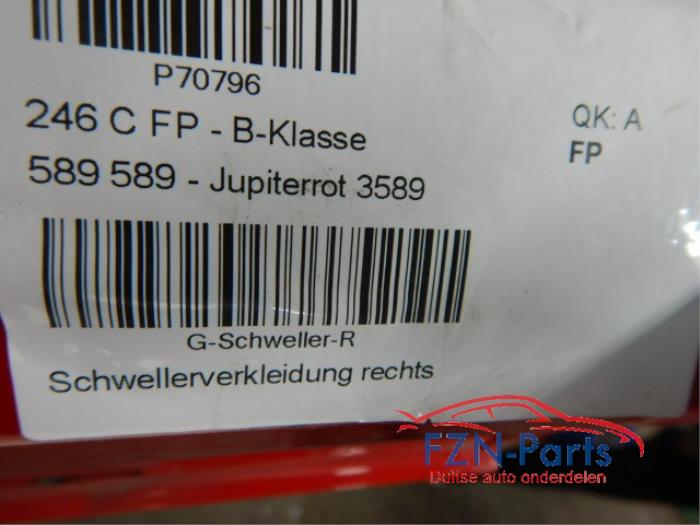 P70796
246 C FP - B-Klasse
QK: A
589 589 - Jupiterrot 3589
FP
G-Schweller-R
Schwellerverkleidung rechts
FZN-Parts
Duitse auto onderdelen